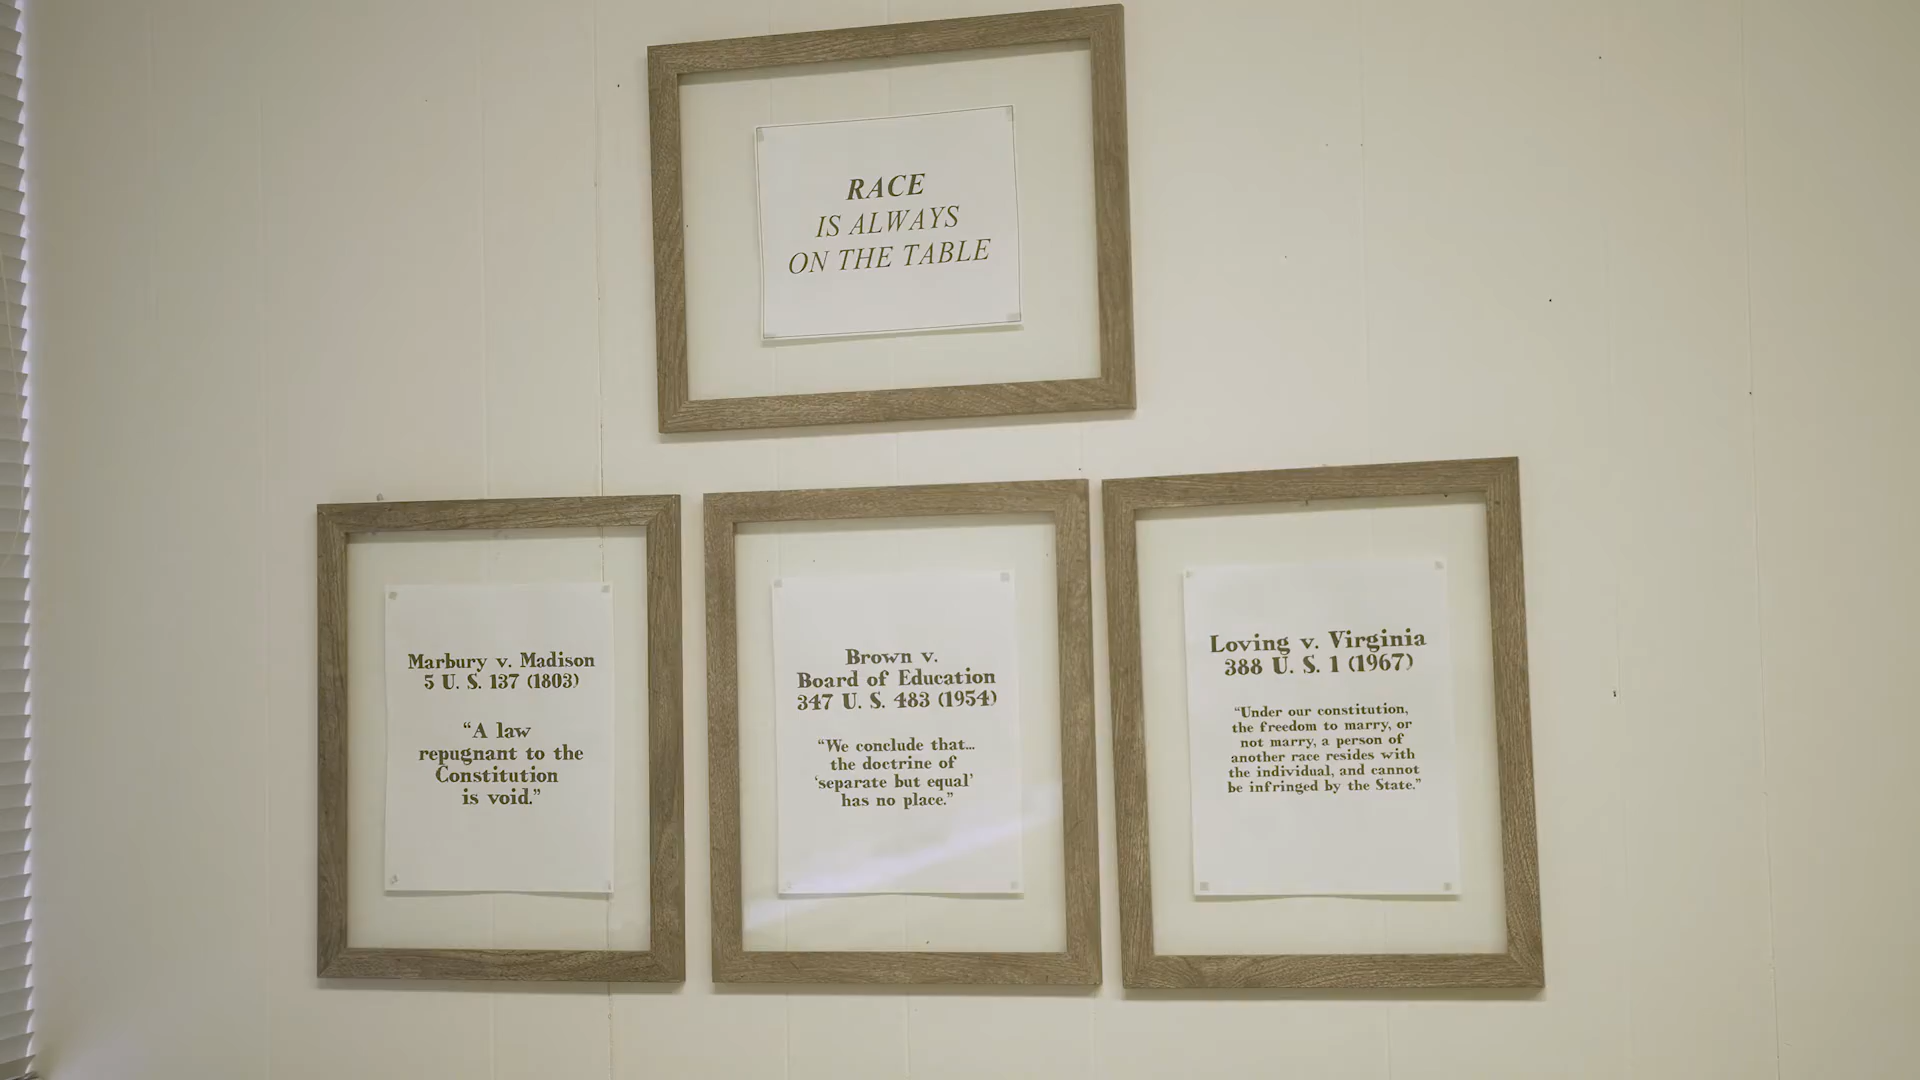 RACE
IS ALWAYS
ON THE TABLE
Marbury v. Madison
5 U. S. 137 (1803)
“A law
repugnant to the
Constitution
is void.”
Brown v.
Board of Education
347 U. S. 483 (1954)
“We conclude that...
the doctrine of
‘separate but equal’
has no place.”
Loving v. Virginia
388 U. S. 1 (1967)
“Under our constitution,
the freedom to marry, or
not marry, a person of
another race resides with
the individual, and cannot
be infringed by the State.”